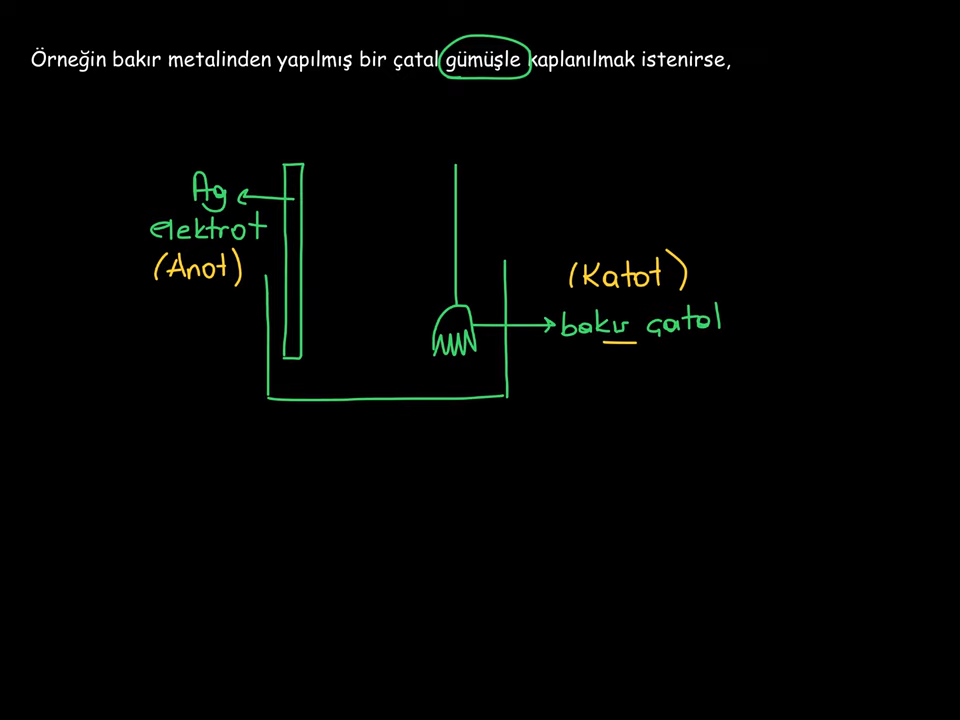 Örneğin bakır metalinden yapılmış bir çatal gümüşle kaplanılmak istenirse,
Ag
elektrot
(Anot)
(Katot)
bakır çatal